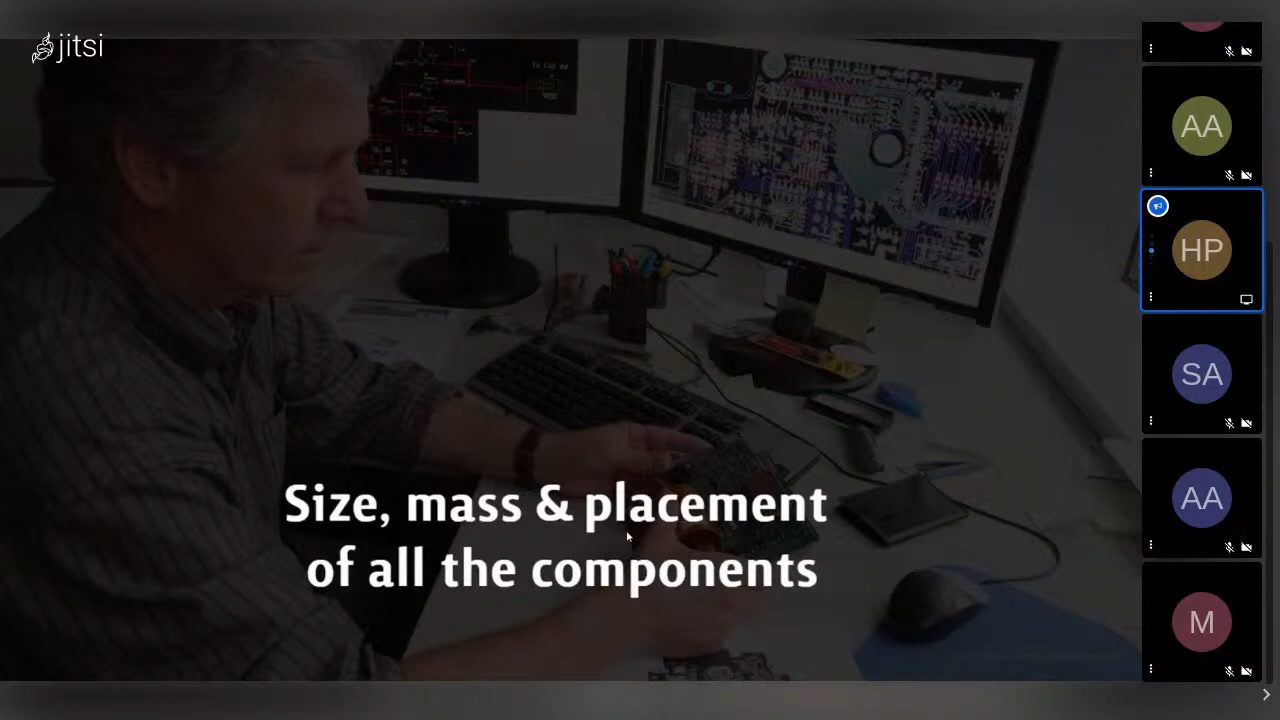 jitsi
AA
HP
Size, mass & placement
of all the components
SA
AA
M